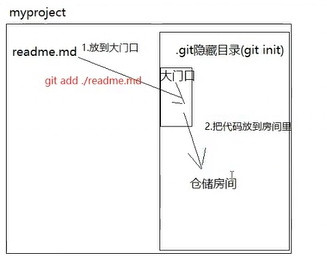 myproject
readme.md
1.放到大门口
git add ./readme.md
.git隐藏目录(git init)
大门口
2.把代码放到房间里
仓储房间